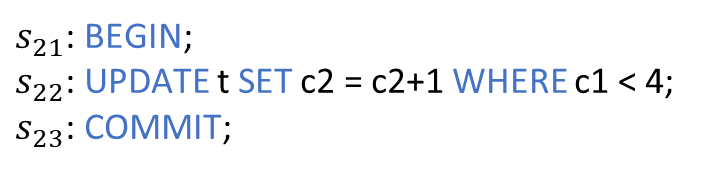 s21: BEGIN;
s22: UPDATE t SET c2 = c2+1 WHERE c1 < 4;
s23: COMMIT;